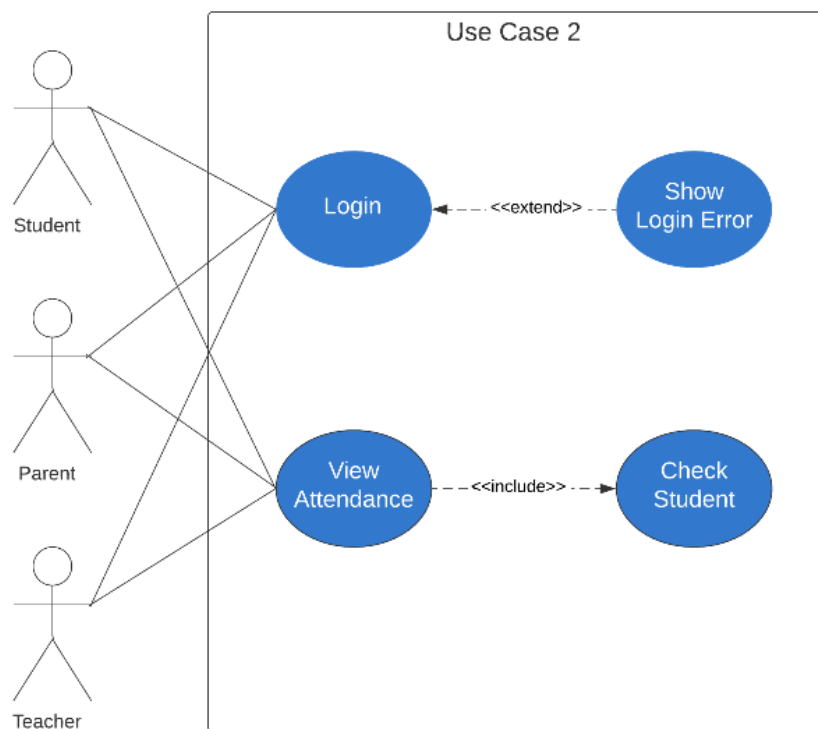 Use Case 2
Student
Login
<<extend>>
Show
Login Error
Parent
View
Attendance
<<include>>
Check
Student
Teacher